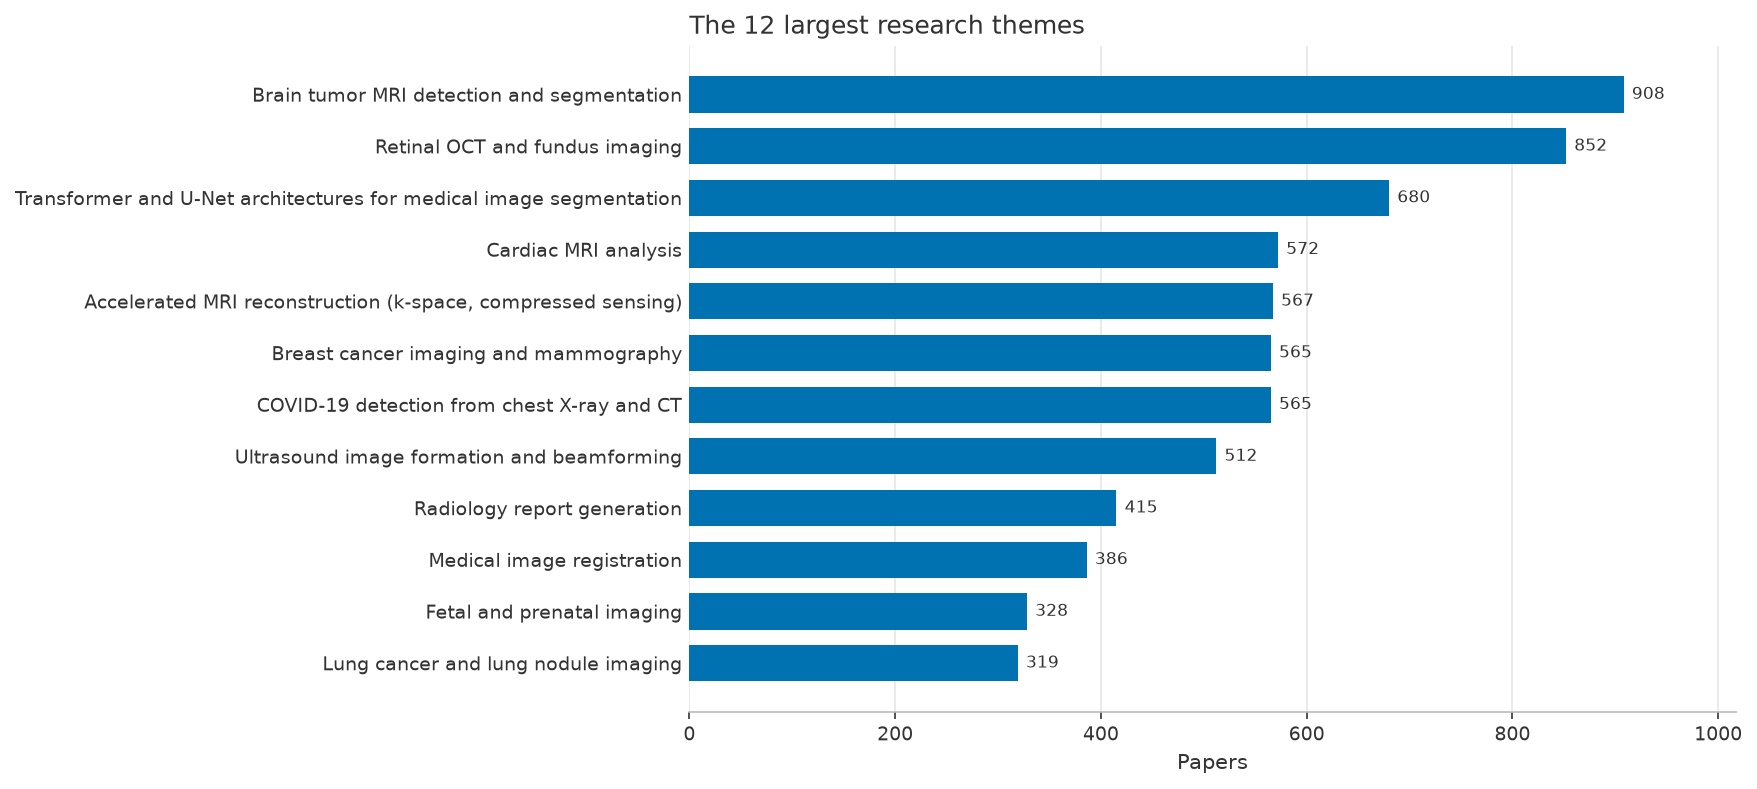 The 12 largest research themes
Brain tumor MRI detection and segmentation 908
Retinal OCT and fundus imaging 852
Transformer and U-Net architectures for medical image segmentation 680
Cardiac MRI analysis 572
Accelerated MRI reconstruction (k-space, compressed sensing) 567
Breast cancer imaging and mammography 565
COVID-19 detection from chest X-ray and CT 565
Ultrasound image formation and beamforming 512
Radiology report generation 415
Medical image registration 386
Fetal and prenatal imaging 328
Lung cancer and lung nodule imaging 319
0 200 400 600 800 1000
Papers